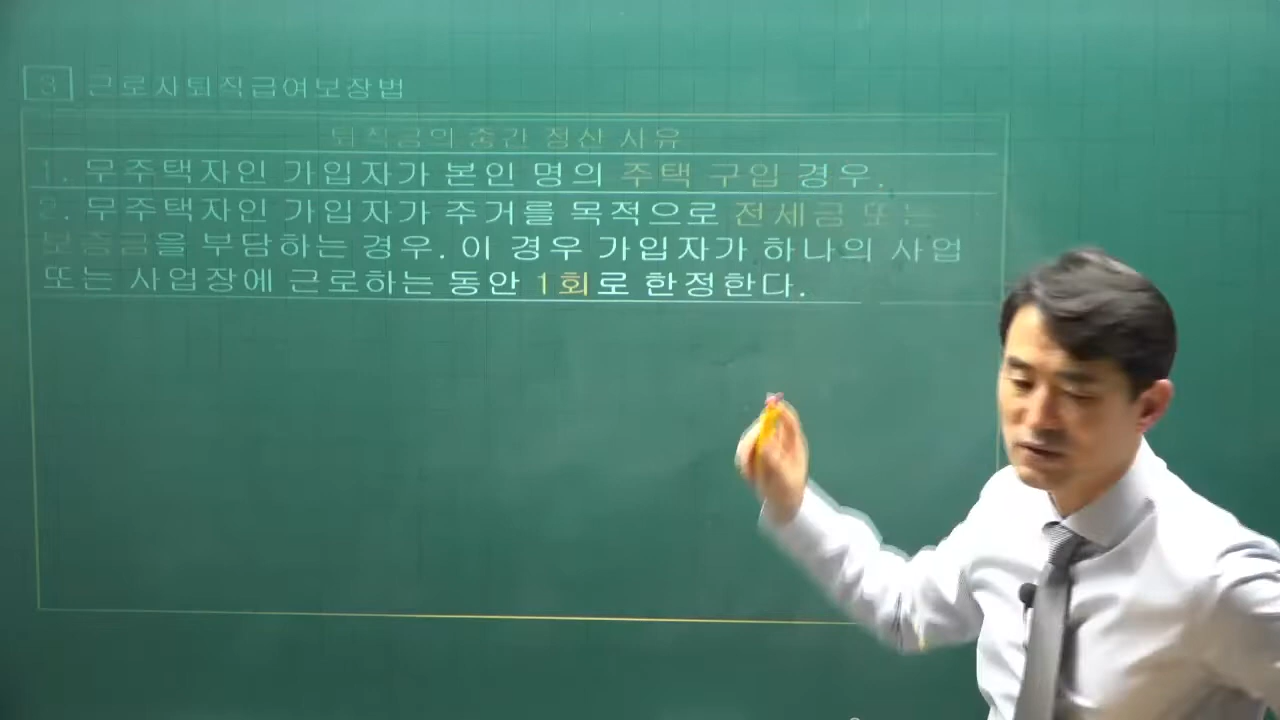 3 근로자퇴직급여보장법
퇴직금의 중간 정산 사유
1. 무주택자인 가입자가 본인 명의 주택 구입 경우.
2. 무주택자인 가입자가 주거를 목적으로 전세금 또는
보증금을 부담하는 경우. 이 경우 가입자가 하나의 사업
또는 사업장에 근로하는 동안 1회로 한정한다.